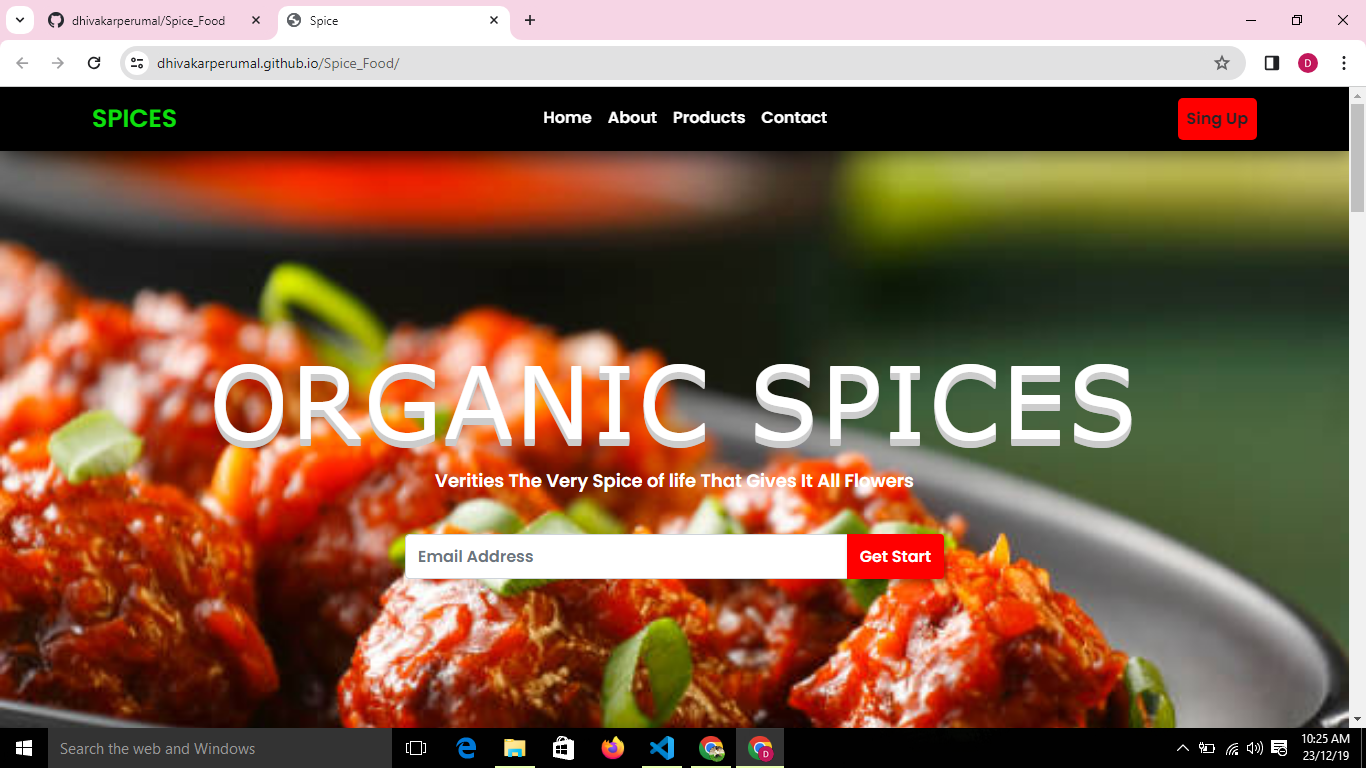 dhivakarperumal/Spice_Food
Spice
dhivakarperumal.github.io/Spice_Food/
D
SPICES
Home About Products Contact
Sing Up
ORGANIC SPICES
Verities The Very Spice of life That Gives It All Flowers
Email Address
Get Start
Search the web and Windows
D
10:25 AM
23/12/19